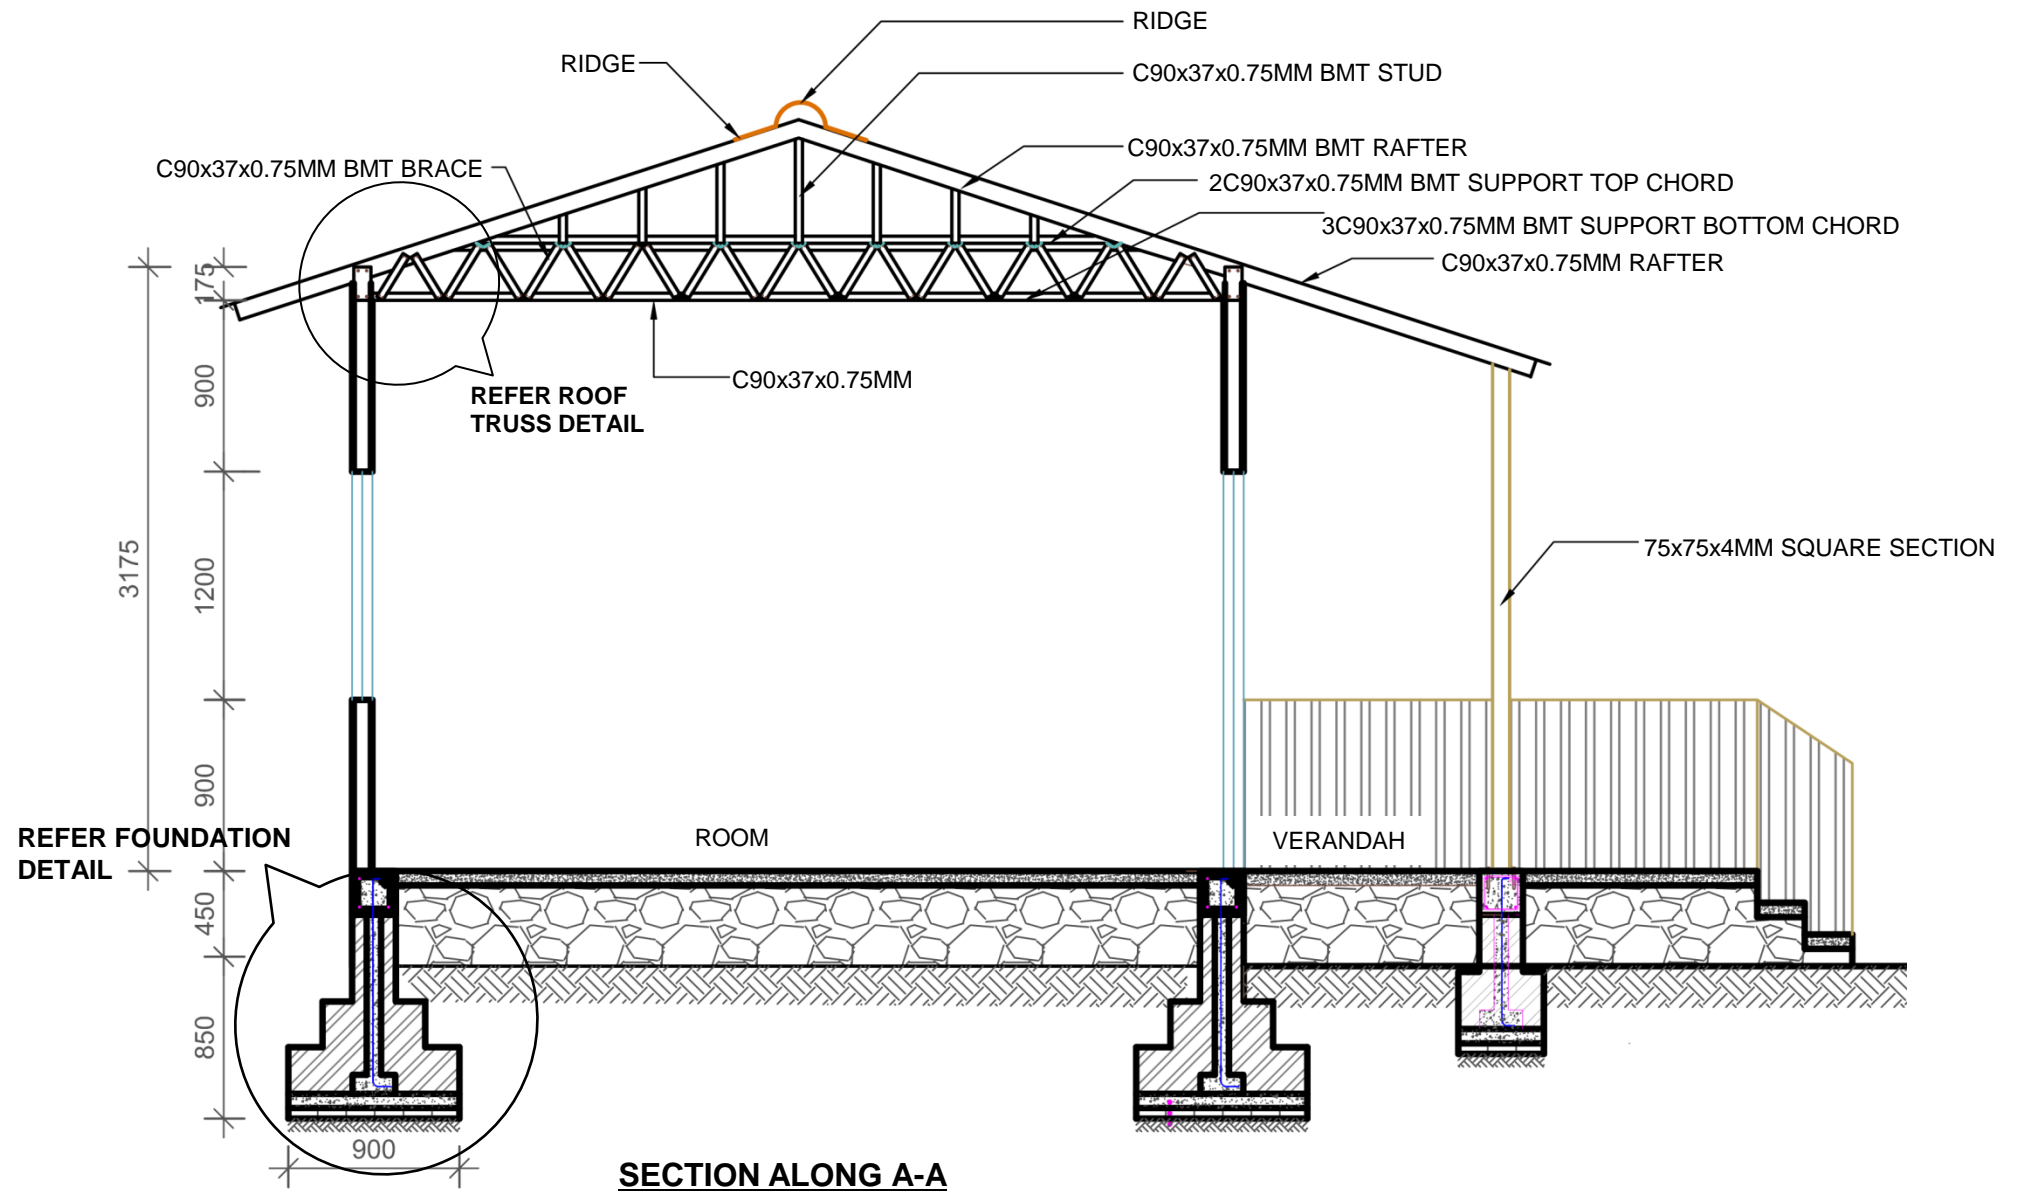 RIDGE
RIDGE
C90x37x0.75MM BMT STUD
C90x37x0.75MM BMT RAFTER
C90x37x0.75MM BMT BRACE
2C90x37x0.75MM BMT SUPPORT TOP CHORD
3C90x37x0.75MM BMT SUPPORT BOTTOM CHORD
C90x37x0.75MM RAFTER
175
900
C90x37x0.75MM
REFER ROOF
TRUSS DETAIL
3175
1200
75x75x4MM SQUARE SECTION
900
REFER FOUNDATION
DETAIL
ROOM
VERANDAH
450
850
900
SECTION ALONG A-A